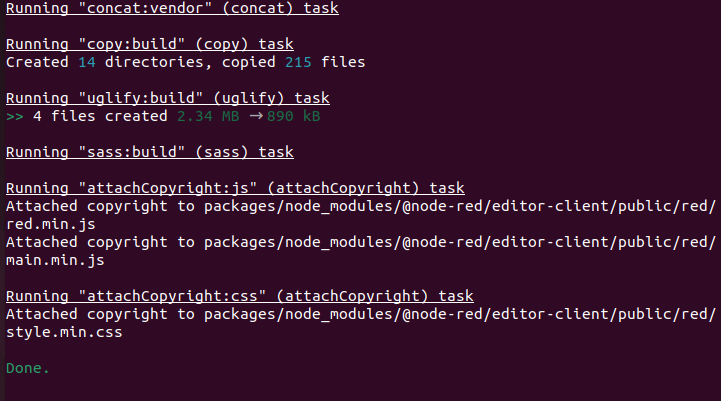 Running "concat:vendor" (concat) task
Running "copy:build" (copy) task
Created 14 directories, copied 215 files
Running "uglify:build" (uglify) task
>> 4 files created 2.34 MB → 890 kB
Running "sass:build" (sass) task
Running "attachCopyright:js" (attachCopyright) task
Attached copyright to packages/node_modules/@node-red/editor-client/public/red/
red.min.js
Attached copyright to packages/node_modules/@node-red/editor-client/public/red/
main.min.js
Running "attachCopyright:css" (attachCopyright) task
Attached copyright to packages/node_modules/@node-red/editor-client/public/red/
style.min.css
Done.